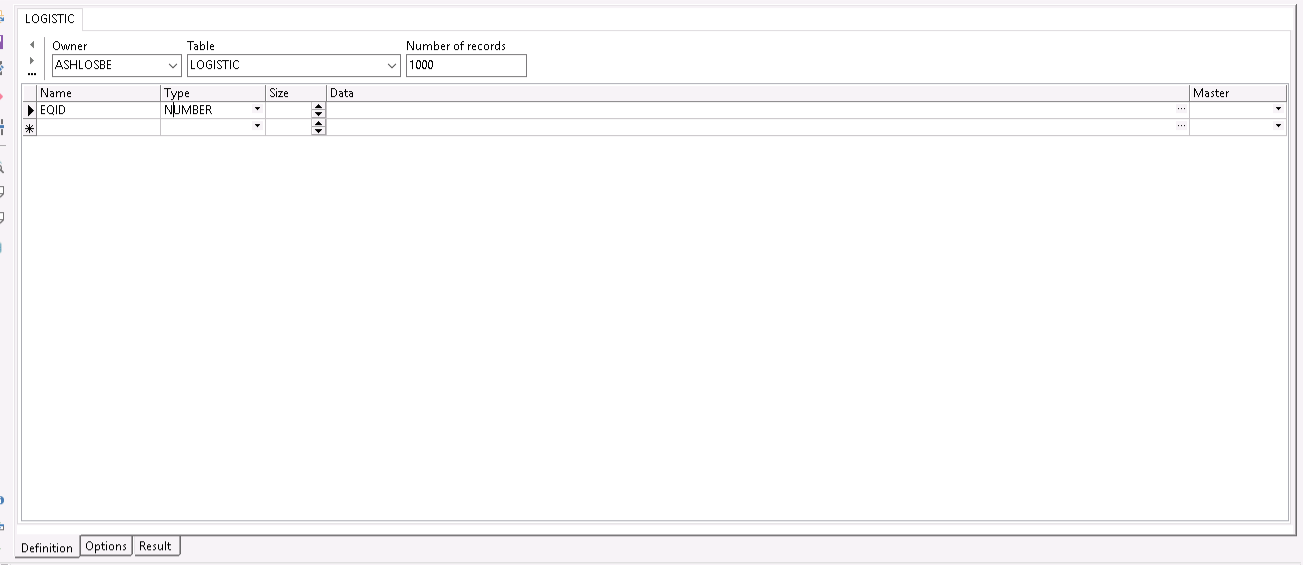 LOGISTIC
Owner Table Number of records
ASHLOSBE LOGISTIC 1000
Name Type Size Data Master
EQID NUMBER
Definition Options Result